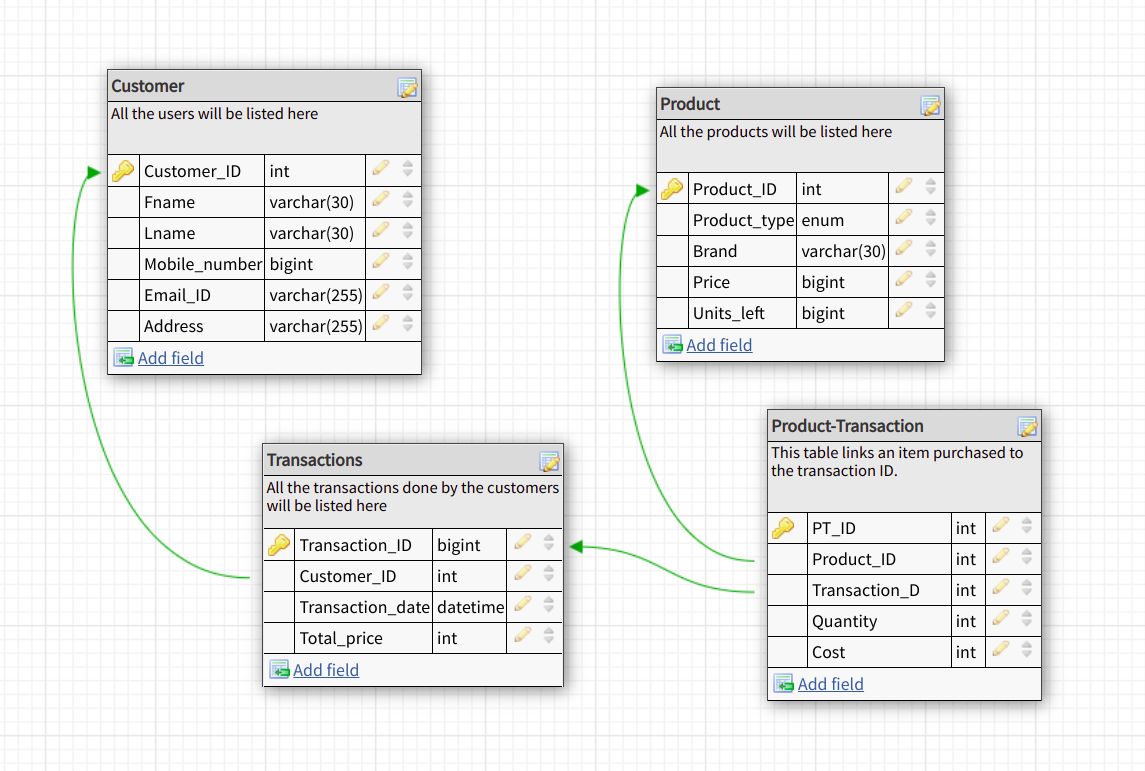 Customer
All the users will be listed here
Customer_ID int
Fname varchar(30)
Lname varchar(30)
Mobile_number bigint
Email_ID varchar(255)
Address varchar(255)
Add field
Product
All the products will be listed here
Product_ID int
Product_type enum
Brand varchar(30)
Price bigint
Units_left bigint
Add field
Transactions
All the transactions done by the customers
will be listed here
Transaction_ID bigint
Customer_ID int
Transaction_date datetime
Total_price int
Add field
Product-Transaction
This table links an item purchased to
the transaction ID.
PT_ID int
Product_ID int
Transaction_D int
Quantity int
Cost int
Add field